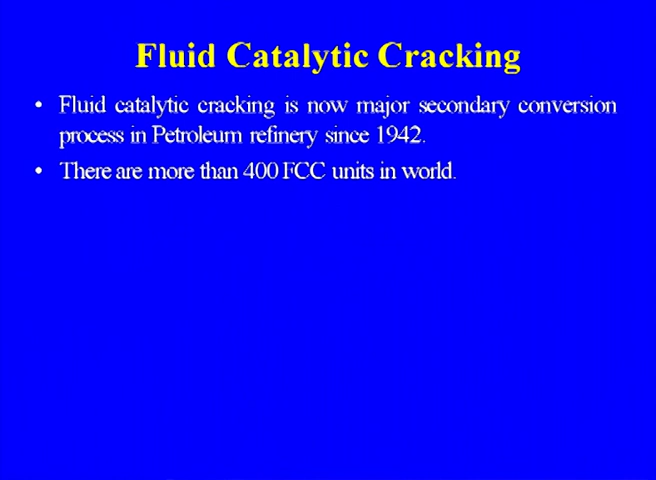 Fluid Catalytic Cracking
• Fluid catalytic cracking is now major secondary conversion
process in Petroleum refinery since 1942.
• There are more than 400 FCC units in world.